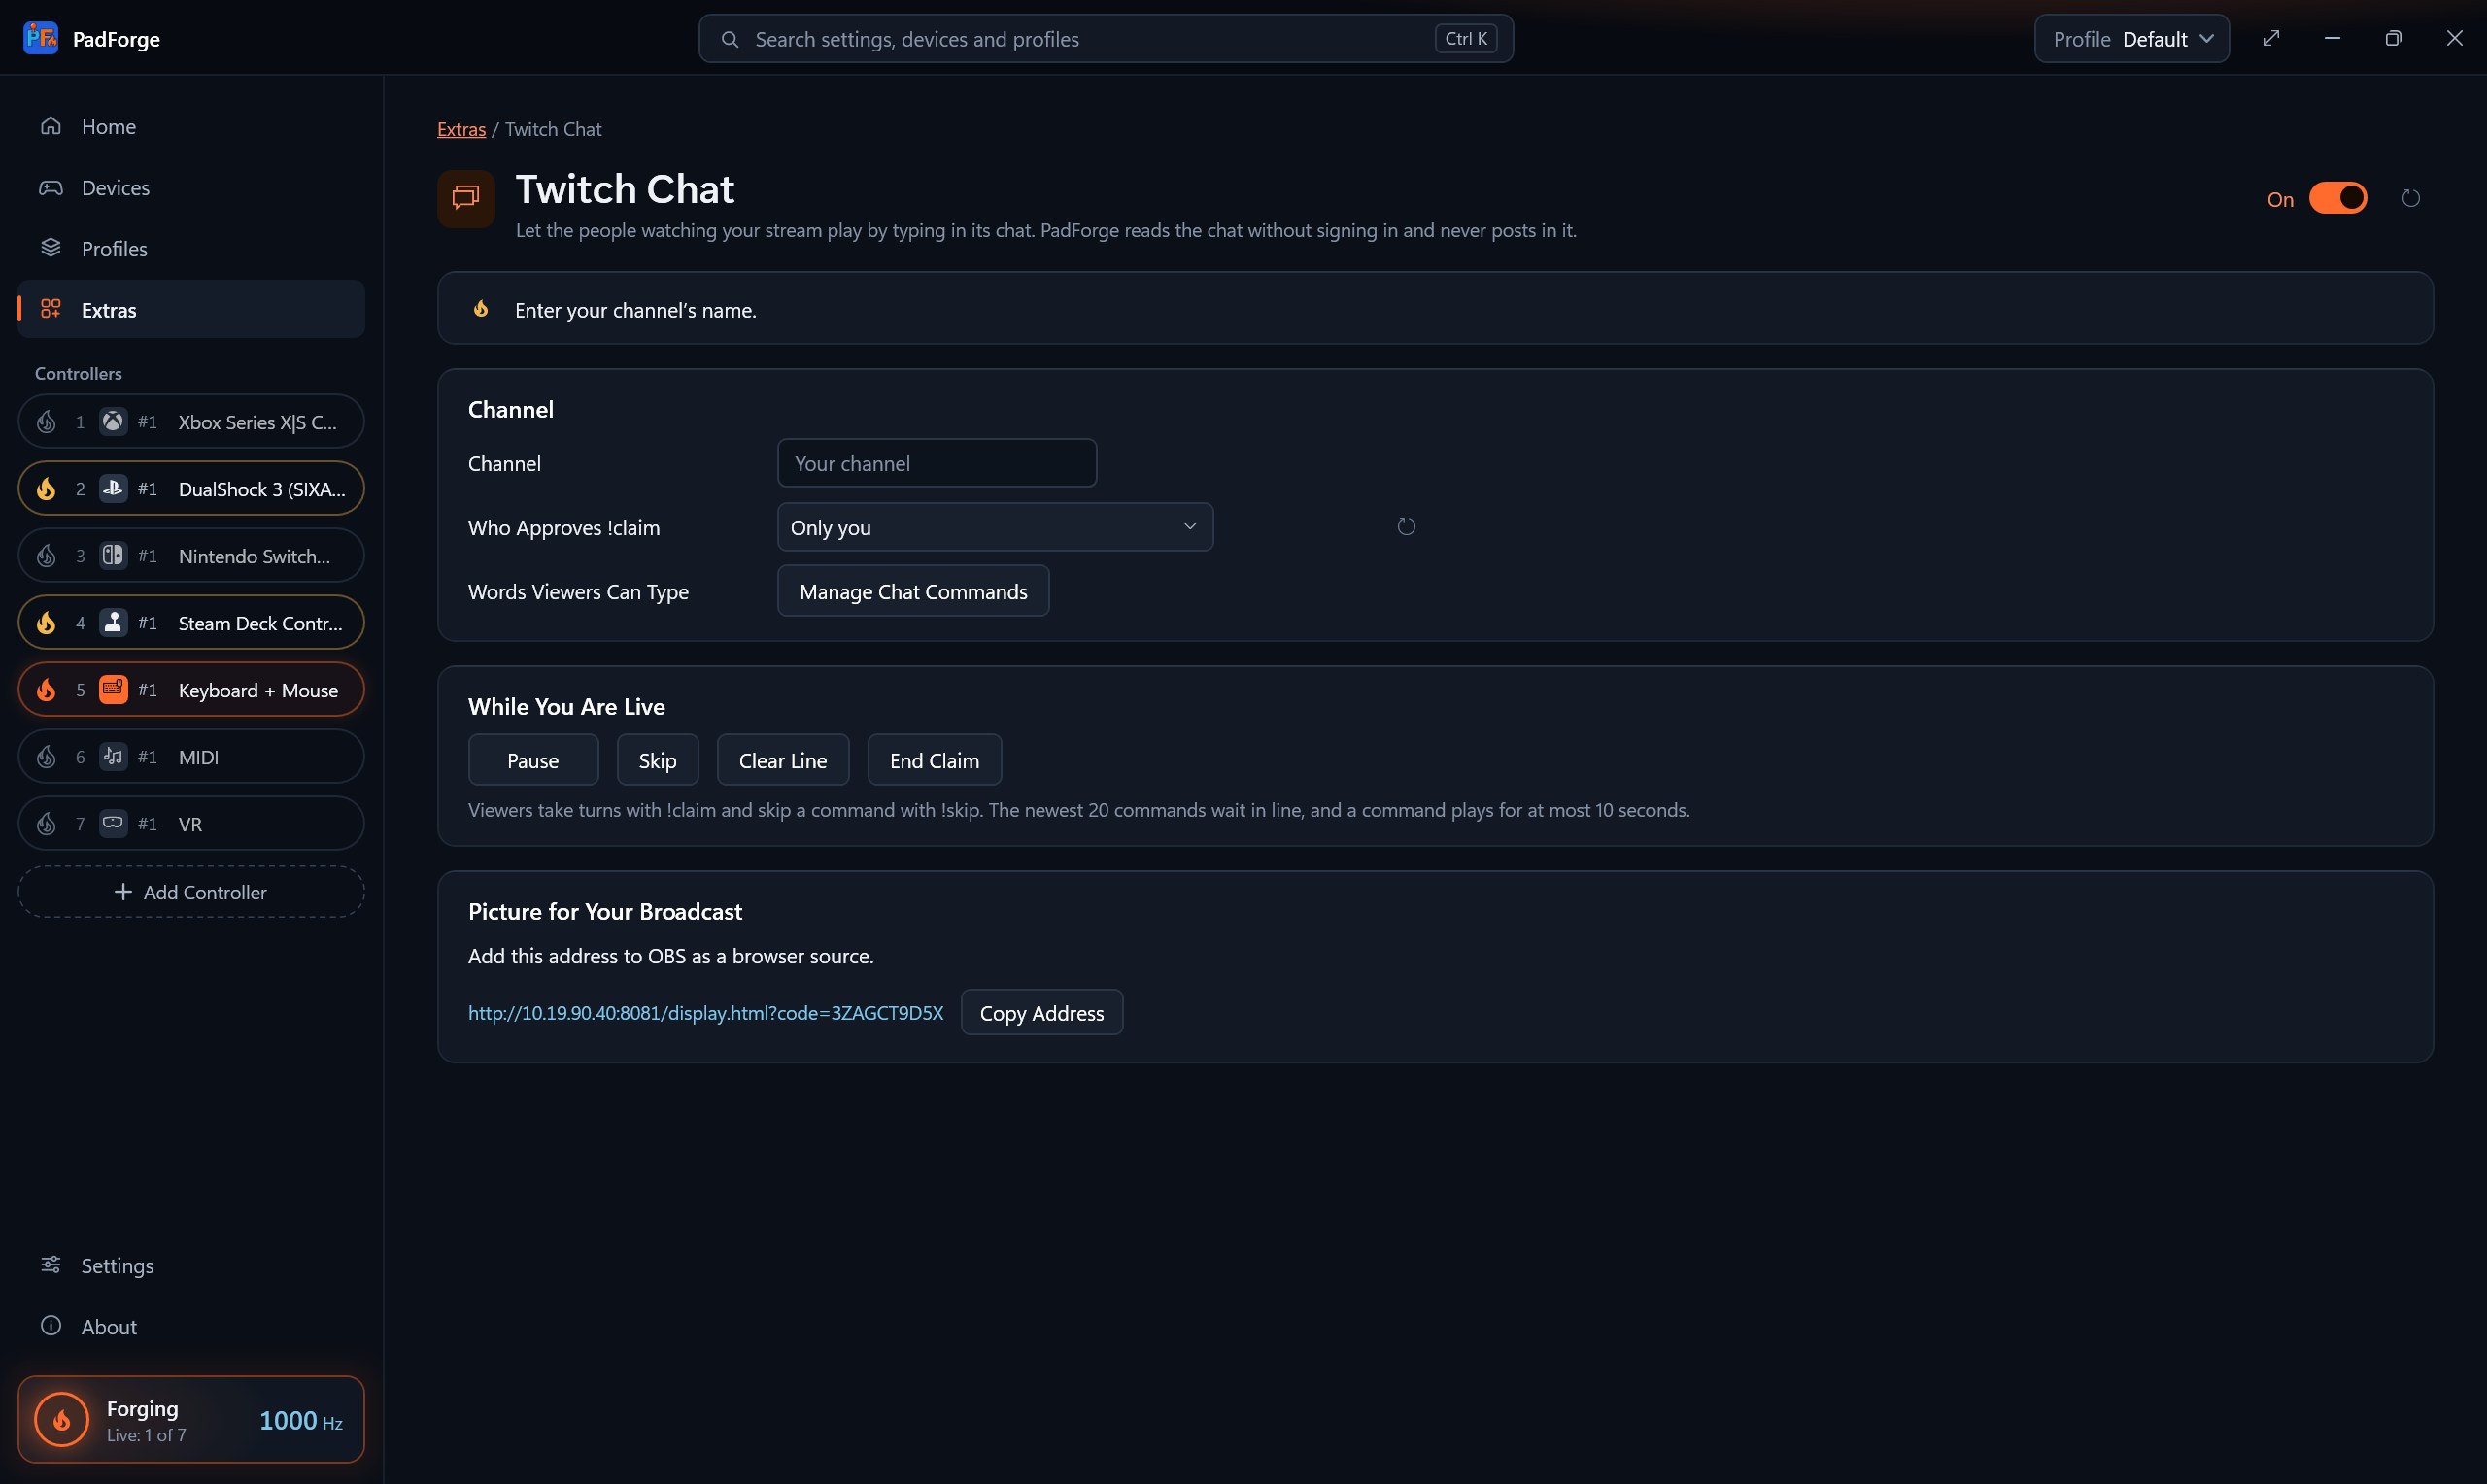 PadForge
Search settings, devices and profiles
Ctrl K
Profile Default
Home
Devices
Profiles
Extras
Controllers
1 #1 Xbox Series X|S C...
2 #1 DualShock 3 (SIXA...
3 #1 Nintendo Switch...
4 #1 Steam Deck Contr...
5 #1 Keyboard + Mouse
6 #1 MIDI
7 #1 VR
+ Add Controller
Settings
About
Forging
Live: 1 of 7
1000 Hz
Extras / Twitch Chat
Twitch Chat
On
Let the people watching your stream play by typing in its chat. PadForge reads the chat without signing in and never posts in it.
Enter your channel’s name.
Channel
Channel
Your channel
Who Approves !claim
Only you
Words Viewers Can Type
Manage Chat Commands
While You Are Live
Pause
Skip
Clear Line
End Claim
Viewers take turns with !claim and skip a command with !skip. The newest 20 commands wait in line, and a command plays for at most 10 seconds.
Picture for Your Broadcast
Add this address to OBS as a browser source.
http://10.19.90.40:8081/display.html?code=3ZAGCT9D5X
Copy Address